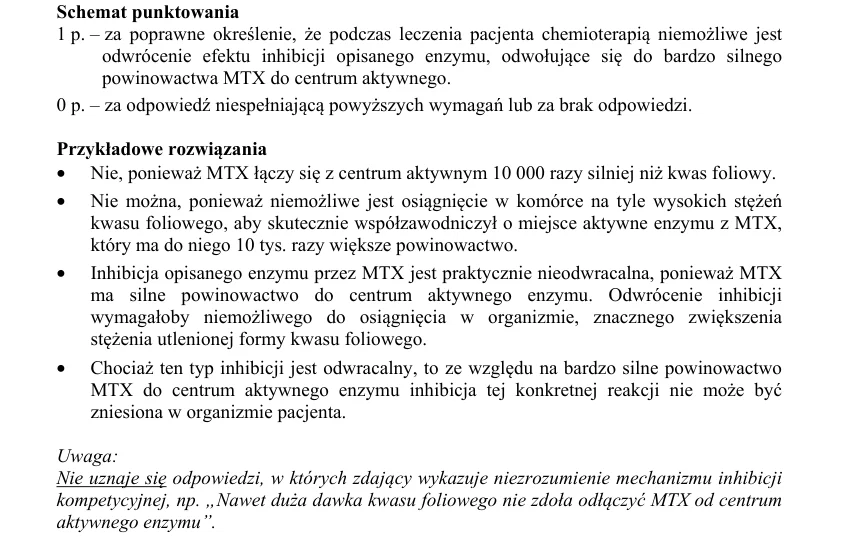 Schemat punktowania
1 p. – za poprawne określenie, że podczas leczenia pacjenta chemioterapią niemożliwe jest
odwrócenie efektu inhibicji opisanego enzymu, odwołujące się do bardzo silnego
powinowactwa MTX do centrum aktywnego.
0 p. – za odpowiedź niespełniającą powyższych wymagań lub za brak odpowiedzi.
Przykładowe rozwiązania
• Nie, ponieważ MTX łączy się z centrum aktywnym 10 000 razy silniej niż kwas foliowy.
• Nie można, ponieważ niemożliwe jest osiągnięcie w komórce na tyle wysokich stężeń
kwasu foliowego, aby skutecznie współzawodniczył o miejsce aktywne enzymu z MTX,
który ma do niego 10 tys. razy większe powinowactwo.
• Inhibicja opisanego enzymu przez MTX jest praktycznie nieodwracalna, ponieważ MTX
ma silne powinowactwo do centrum aktywnego enzymu. Odwrócenie inhibicji
wymagałoby niemożliwego do osiągnięcia w organizmie, znacznego zwiększenia
stężenia utlenionej formy kwasu foliowego.
• Chociaż ten typ inhibicji jest odwracalny, to ze względu na bardzo silne powinowactwo
MTX do centrum aktywnego enzymu inhibicja tej konkretnej reakcji nie może być
zniesiona w organizmie pacjenta.
Uwaga:
Nie uznaje się odpowiedzi, w których zdający wykazuje niezrozumienie mechanizmu inhibicji
kompetycyjnej, np. „Nawet duża dawka kwasu foliowego nie zdoła odłączyć MTX od centrum
aktywnego enzymu”.